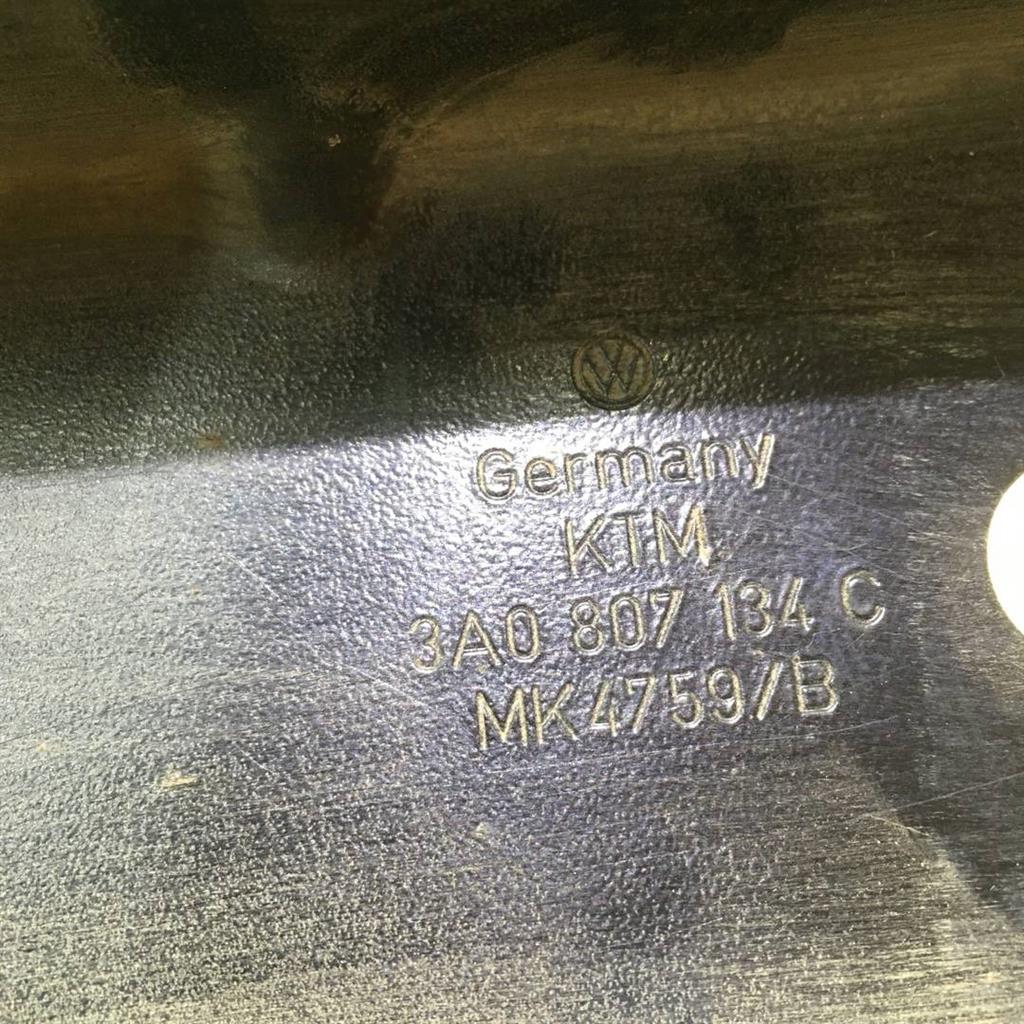 Germany
KTM
3A0 807 134 C
MK4759/B